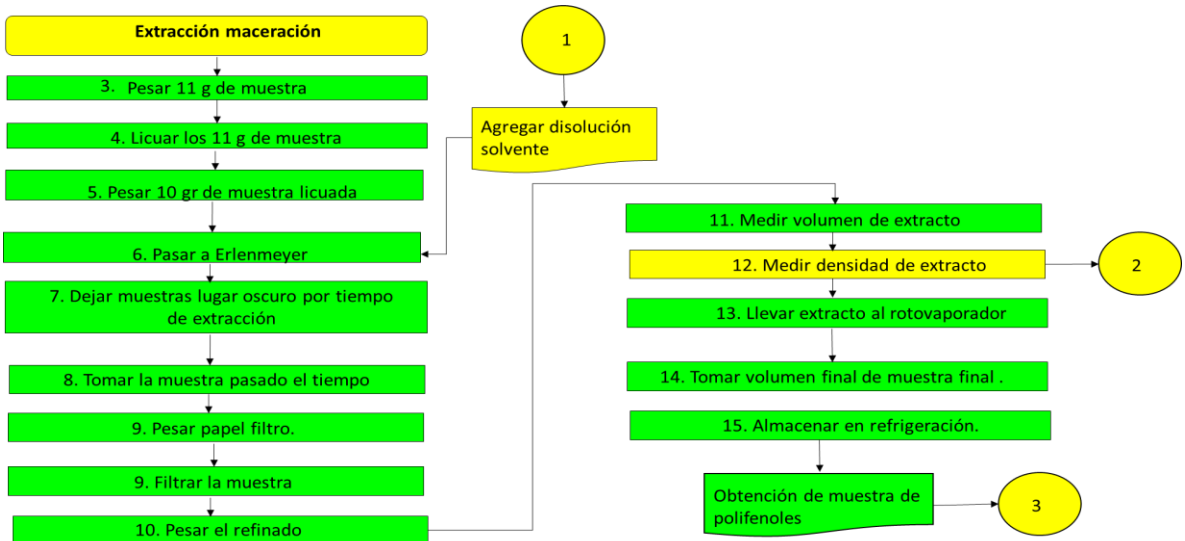 Extracción maceración
3. Pesar 11 g de muestra
4. Licuar los 11 g de muestra
5. Pesar 10 gr de muestra licuada
6. Pasar a Erlenmeyer
7. Dejar muestras lugar oscuro por tiempo
de extracción
8. Tomar la muestra pasado el tiempo
9. Pesar papel filtro.
9. Filtrar la muestra
10. Pesar el refinado
1
Agregar disolución
solvente
11. Medir volumen de extracto
12. Medir densidad de extracto
2
13. Llevar extracto al rotovaporador
14. Tomar volumen final de muestra final .
15. Almacenar en refrigeración.
Obtención de muestra de
polifenoles
3